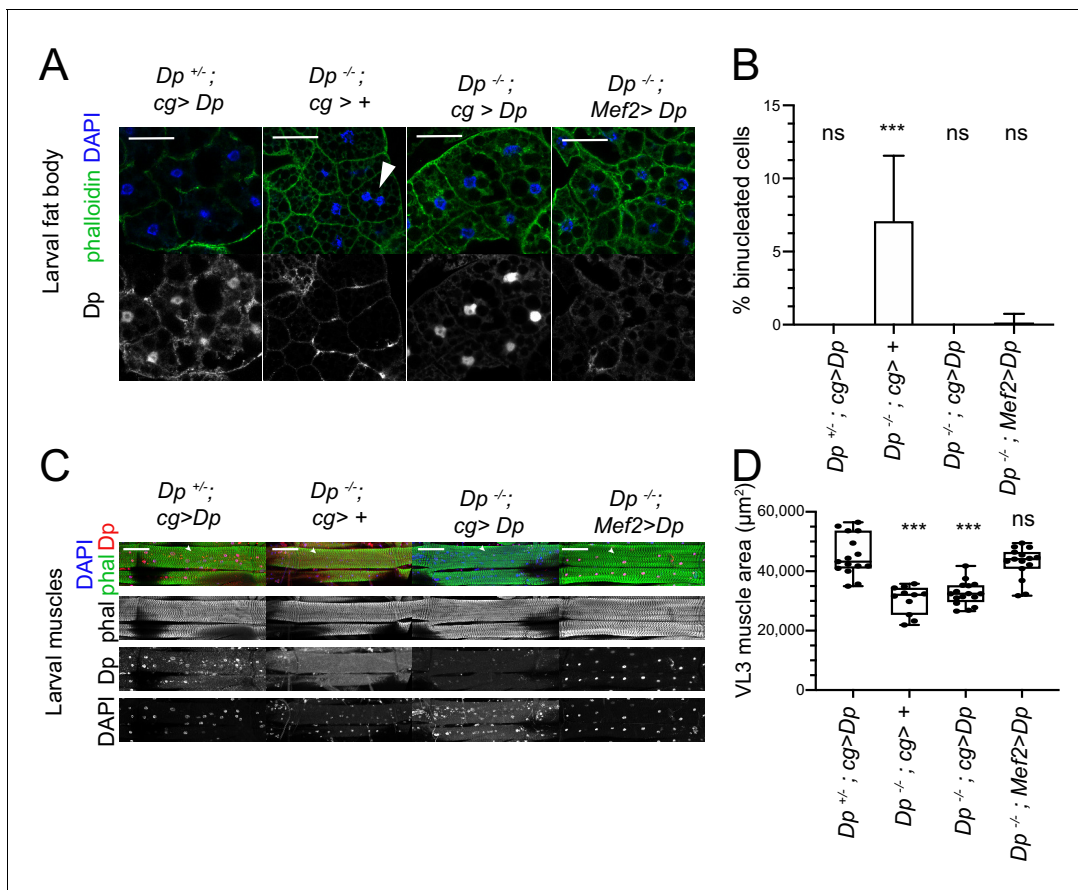 A
Dp +/-; cg> Dp
Dp -/-; cg > +
Dp -/-; cg > Dp
Dp -/-; Mef2> Dp
Larval fat body
phalloidin DAPI
Dp
B
% binucleated cells
15
10
5
0
ns
***
ns
ns
Dp +/- ; cg>Dp
Dp -/- ; cg> +
Dp -/- ; cg>Dp
Dp -/- ; Mef2>Dp
C
Dp +/-; cg>Dp
Dp -/-; cg> +
Dp -/-; cg> Dp
Dp -/-; Mef2>Dp
Larval muscles
DAPI
phal Dp
phal
Dp
DAPI
D
VL3 muscle area (µm²)
60,000
40,000
20,000
0
***
***
ns
Dp +/- ; cg>Dp
Dp -/- ; cg> +
Dp -/- ; cg>Dp
Dp -/- ; Mef2>Dp